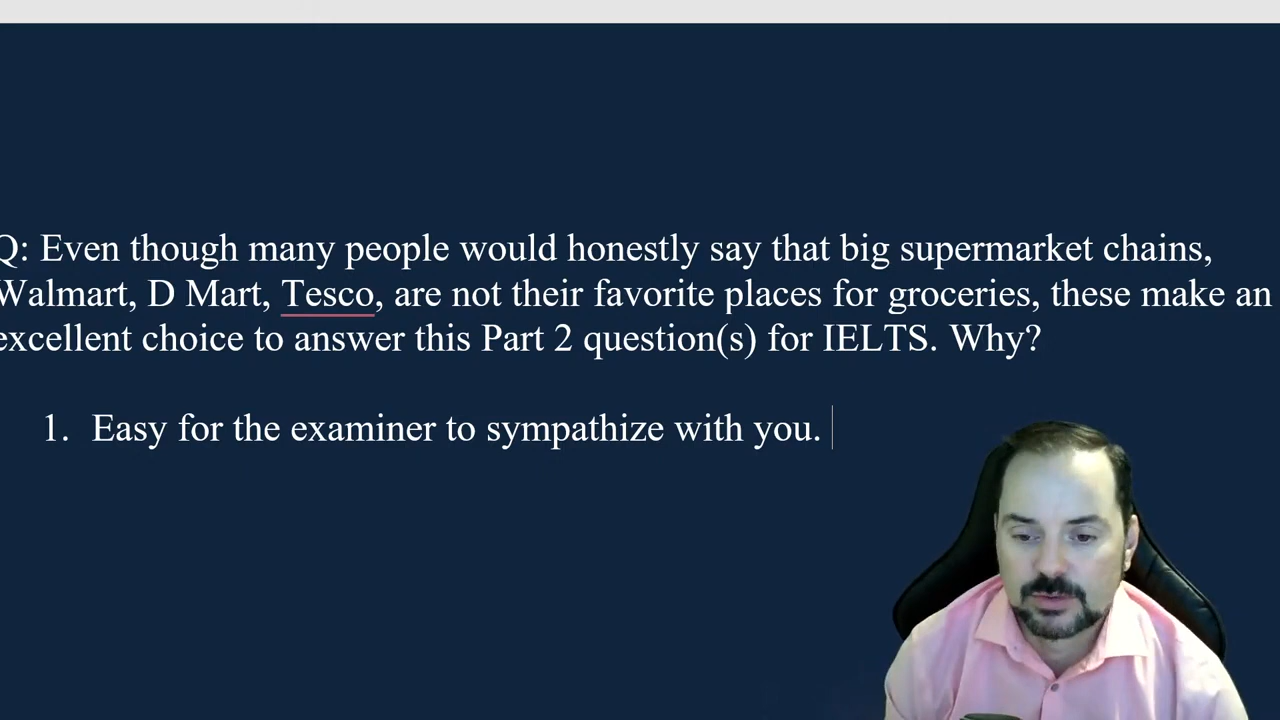 Q: Even though many people would honestly say that big supermarket chains,
Walmart, D Mart, Tesco, are not their favorite places for groceries, these make an
excellent choice to answer this Part 2 question(s) for IELTS. Why?
1. Easy for the examiner to sympathize with you.